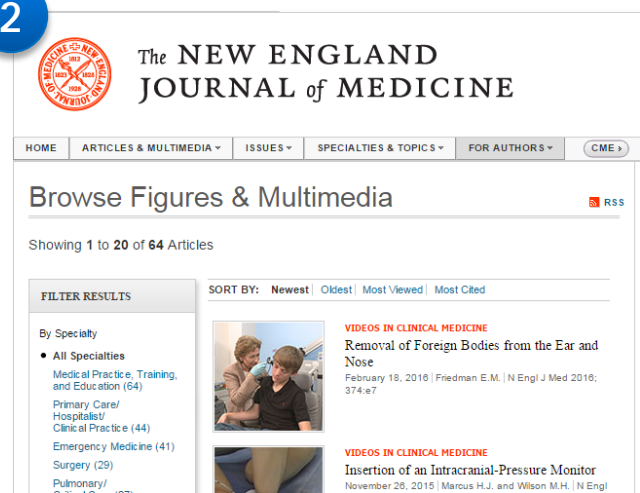 2
The NEW ENGLAND
JOURNAL of MEDICINE
HOME
ARTICLES & MULTIMEDIA
ISSUES
SPECIALTIES & TOPICS
FOR AUTHORS
CME
Browse Figures & Multimedia
RSS
Showing 1 to 20 of 64 Articles
FILTER RESULTS
By Specialty
All Specialties
Medical Practice, Training,
and Education (64)
Primary Care/
Hospitalist/
Clinical Practice (44)
Emergency Medicine (41)
Surgery (29)
Pulmonary/
SORT BY: Newest | Oldest | Most Viewed | Most Cited
VIDEOS IN CLINICAL MEDICINE
Removal of Foreign Bodies from the Ear and
Nose
February 18, 2016 | Friedman E.M. | N Engl J Med 2016;
374:e7
VIDEOS IN CLINICAL MEDICINE
Insertion of an Intracranial-Pressure Monitor
November 26, 2015 | Marcus H.J. and Wilson M.H. | N Engl